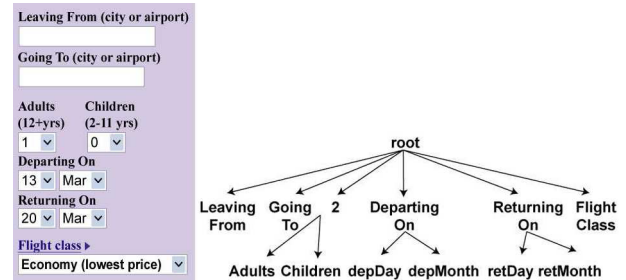 Leaving From (city or airport)
Going To (city or airport)
Adults Children
(12+yrs) (2-11 yrs)
1 0
Departing On
13 Mar
Returning On
20 Mar
Flight class
Economy (lowest price)
root
Leaving Going 2 Departing Returning Flight
From To On On Class
Adults Children depDay depMonth retDay retMonth